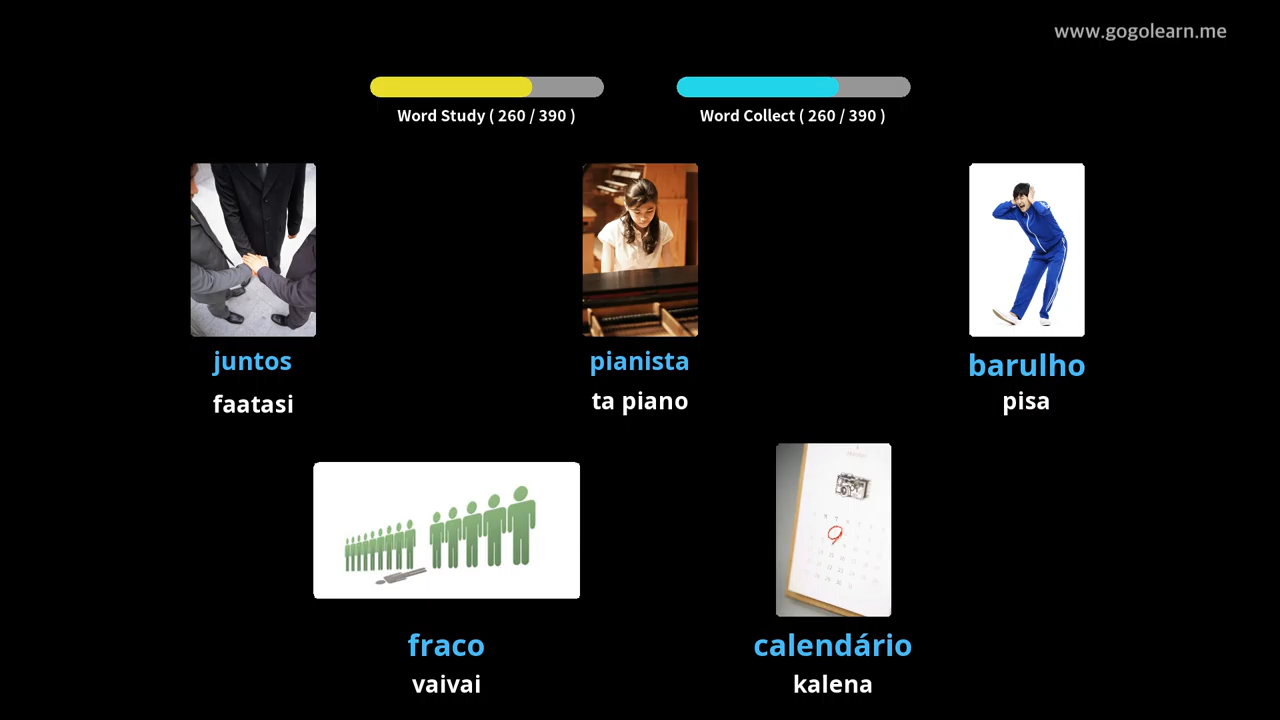 www.gogolearn.me
Word Study ( 260 / 390 )
Word Collect ( 260 / 390 )
juntos
faatasi
pianista
ta piano
barulho
pisa
fraco
vaivai
calendário
kalena